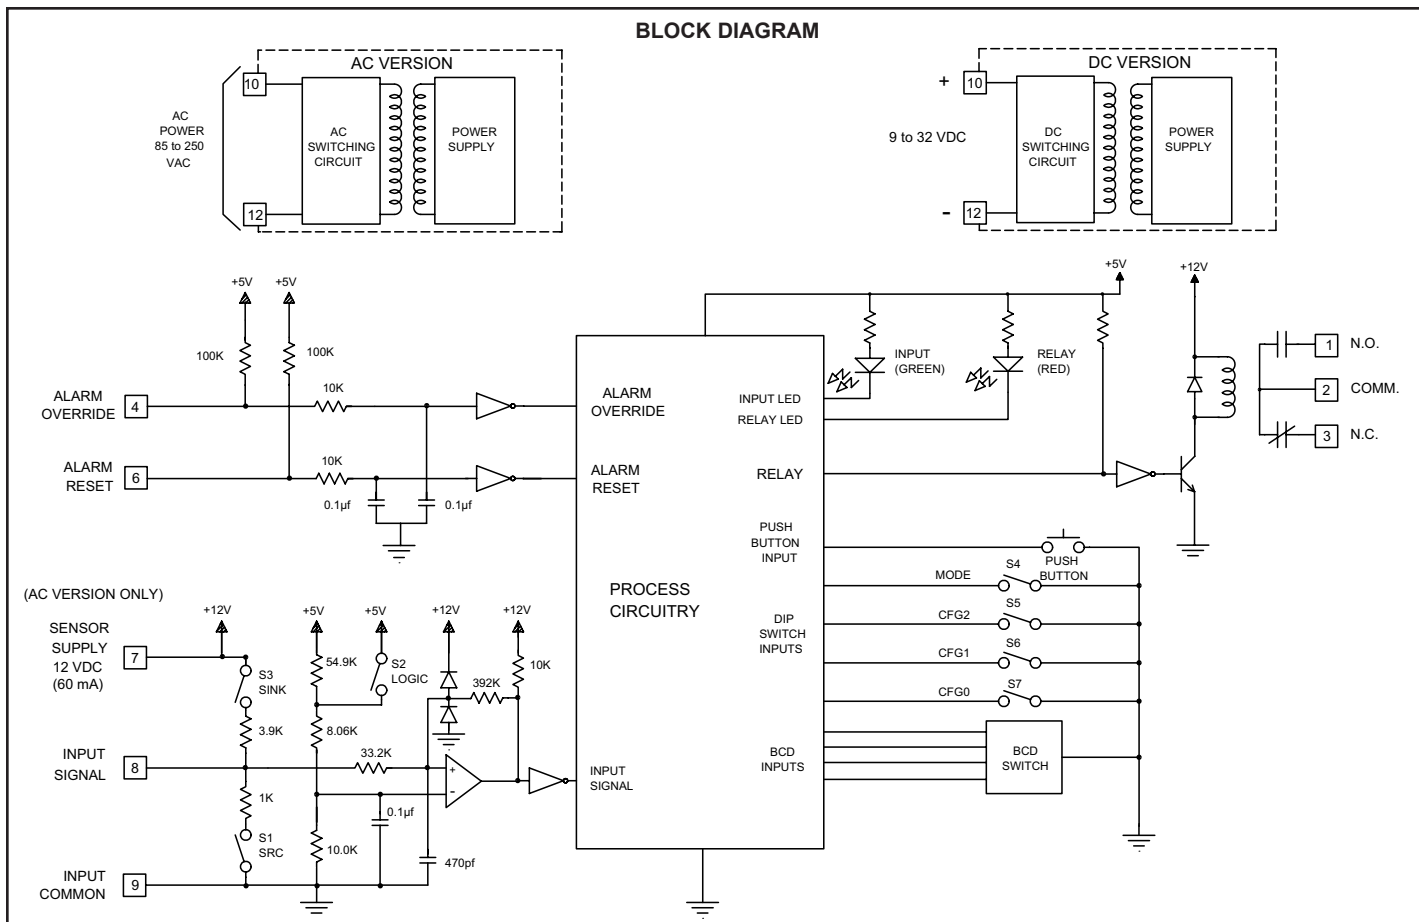 BLOCK DIAGRAM
AC VERSION
10
AC
POWER
85 to 250
VAC
AC
SWITCHING
CIRCUIT
POWER
SUPPLY
12
DC VERSION
+
10
9 to 32 VDC
DC
SWITCHING
CIRCUIT
POWER
SUPPLY
-
12
+5V
+5V
100K
100K
ALARM
OVERRIDE
4
10K
ALARM
OVERRIDE
ALARM
RESET
6
10K
ALARM
RESET
0.1µf
0.1µf
+5V
+12V
INPUT
(GREEN)
RELAY
(RED)
INPUT LED
RELAY LED
RELAY
1
N.O.
2
COMM.
3
N.C.
PUSH
BUTTON
INPUT
PUSH
BUTTON
MODE
S4
DIP
SWITCH
INPUTS
CFG2
S5
CFG1
S6
CFG0
S7
BCD
INPUTS
BCD
SWITCH
PROCESS
CIRCUITRY
(AC VERSION ONLY)
SENSOR
SUPPLY
12 VDC
(60 mA)
7
+12V
+5V
+5V
+12V
+12V
S3
SINK
54.9K
S2
LOGIC
392K
10K
3.9K
8.06K
INPUT
SIGNAL
8
33.2K
+
-
INPUT
SIGNAL
1K
0.1µf
S1
SRC
10.0K
470pf
INPUT
COMMON
9